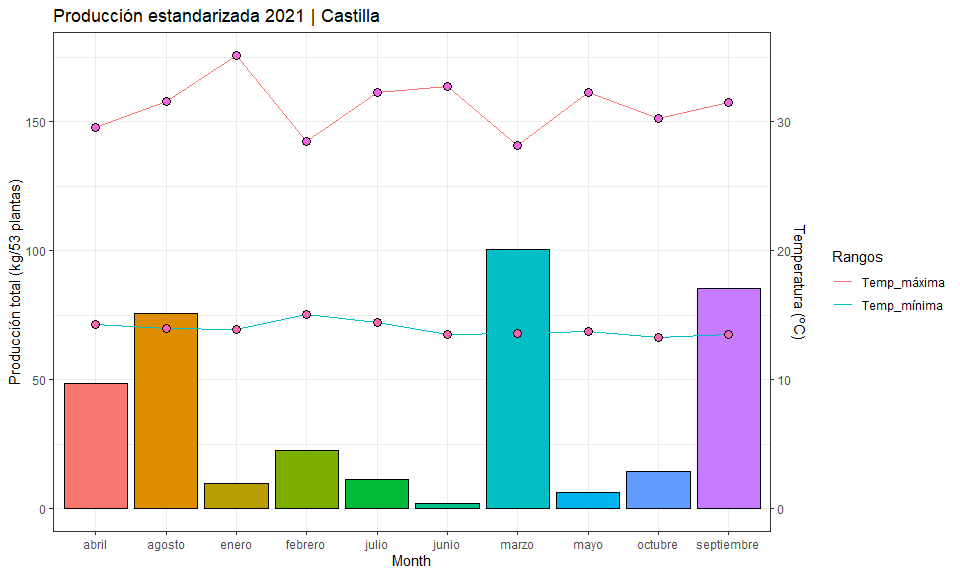 Producción estandarizada 2021 | Castilla
Producción total (kg/53 plantas)
150
100
50
0
30
20
10
0
Temperatura (°C)
abril agosto enero febrero julio junio marzo mayo octubre septiembre
Month
Rangos
Temp_máxima
Temp_mínima